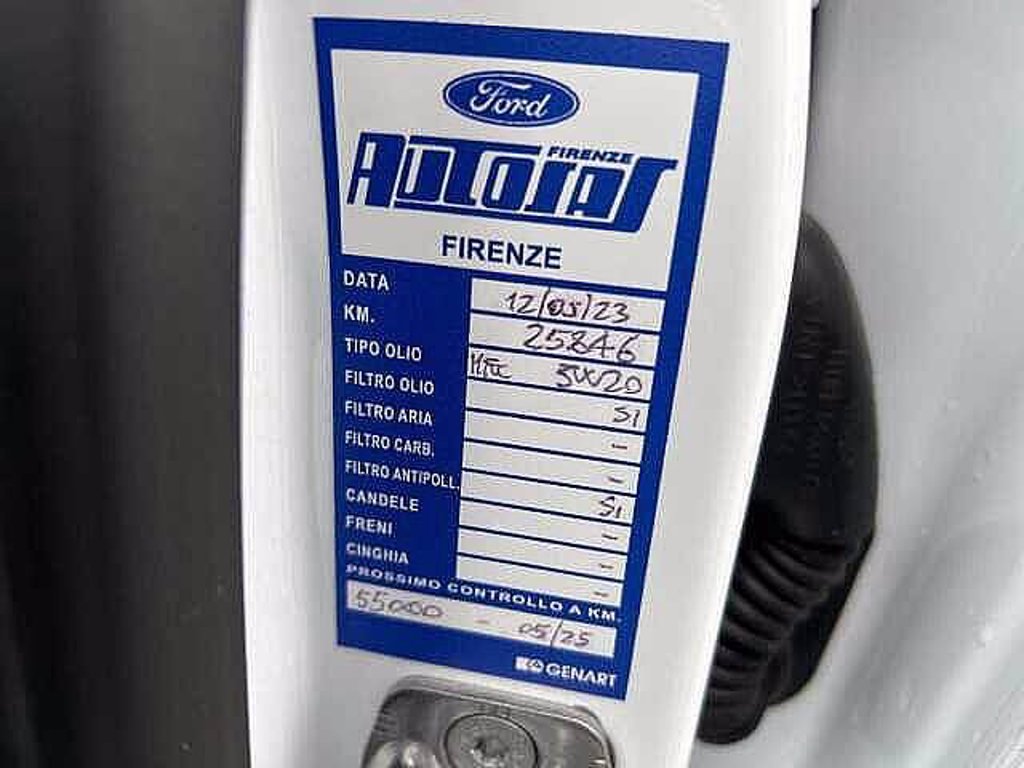 Ford
AUTOSAS FIRENZE
FIRENZE
DATA 12/05/23
KM. 25846
TIPO OLIO 5W20
FILTRO OLIO SI
FILTRO ARIA -
FILTRO CARB. -
FILTRO ANTIPOLL. SI
CANDELE -
FRENI -
CINGHIA -
PROSSIMO CONTROLLO A KM.
55000 - 05/25
GENART